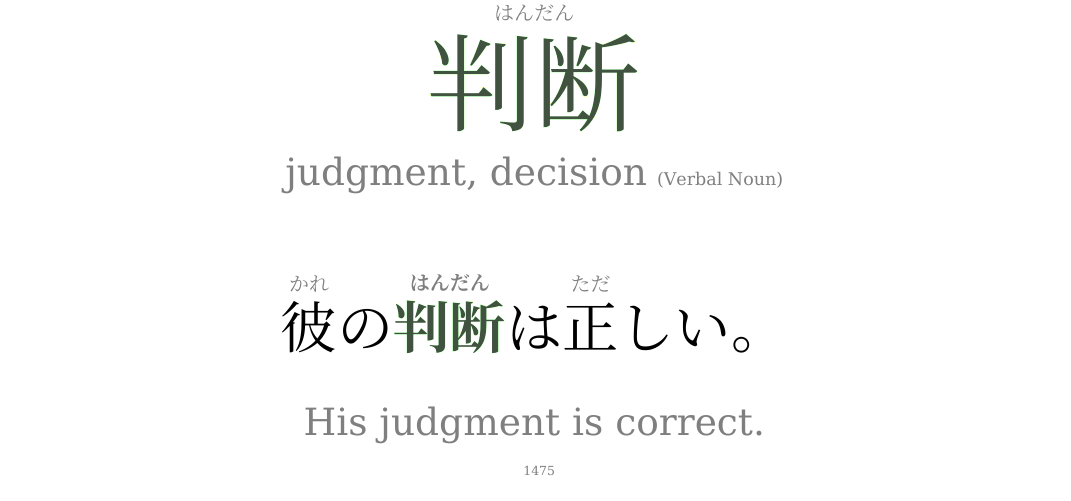 はんだん
判断
judgment, decision (Verbal Noun)
かれ はんだん ただ
彼の判断は正しい。
His judgment is correct.
1475